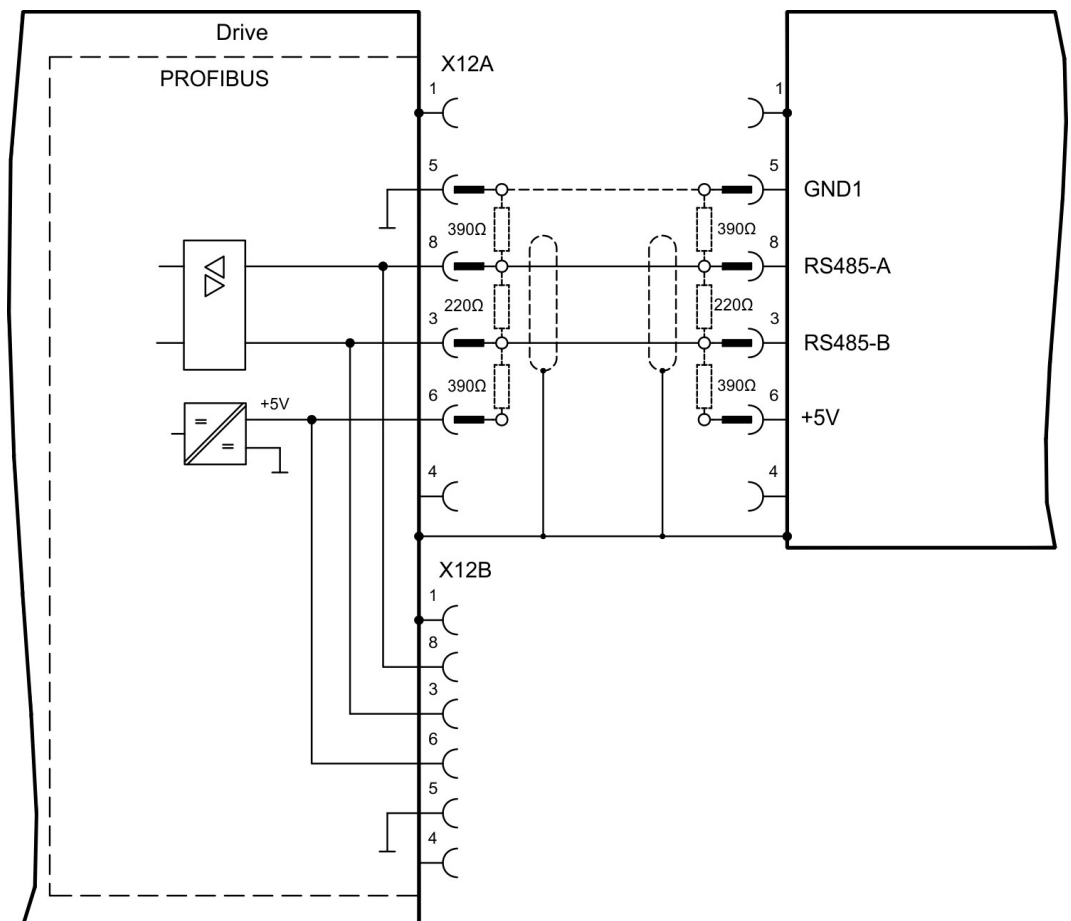 Drive
PROFIBUS
X12A
1
1
5
5
GND1
390Ω
390Ω
8
8
RS485-A
220Ω
220Ω
3
3
RS485-B
390Ω
390Ω
6
6
+5V
+5V
=
=
4
4
X12B
1
8
3
6
5
4